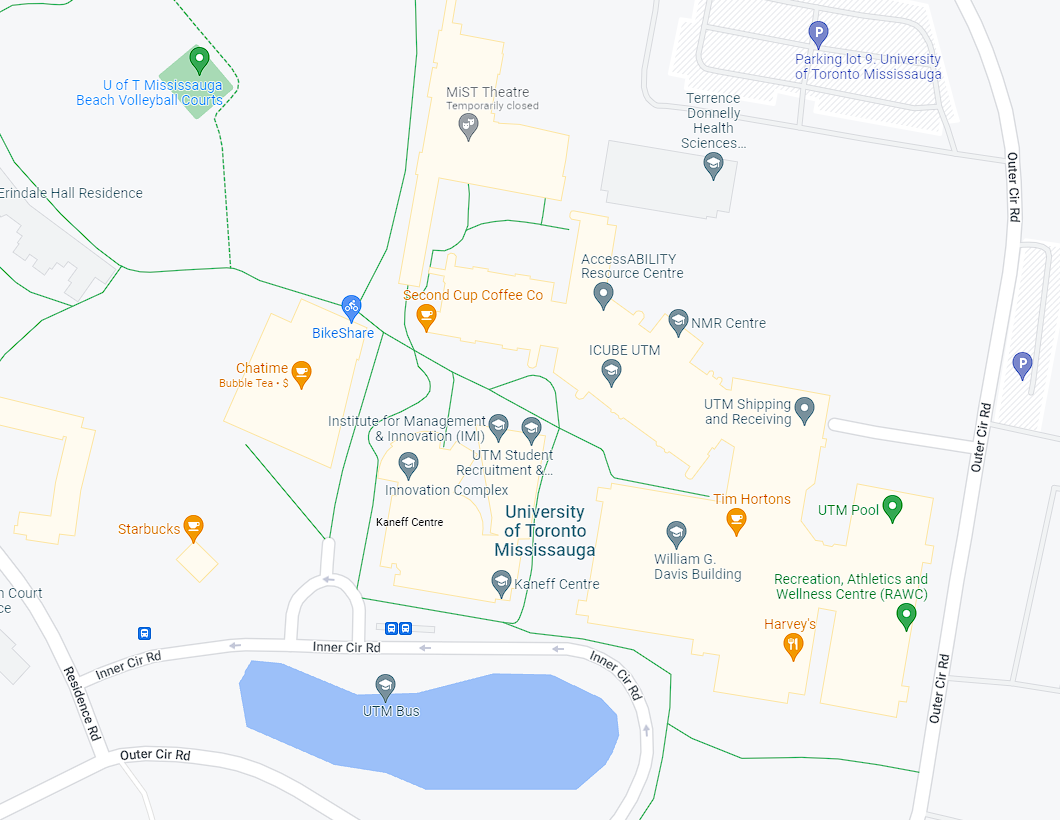 Parking lot 9. University
of Toronto Mississauga
U of T Mississauga
Beach Volleyball Courts
MiST Theatre
Temporarily closed
Terrence
Donnelly
Health
Sciences...
Outer Cir Rd
Erindale Hall Residence
AccessABILITY
Resource Centre
Second Cup Coffee Co
NMR Centre
BikeShare
ICUBE UTM
Chatime
Bubble Tea • $
UTM Shipping
and Receiving
Outer Cir Rd
Institute for Management
& Innovation (IMI)
UTM Student
Recruitment &...
Innovation Complex
Tim Hortons
UTM Pool
University
of Toronto
Mississauga
Kaneff Centre
Starbucks
William G.
Davis Building
Kaneff Centre
Recreation, Athletics and
Wellness Centre (RAWC)
Court
Harvey's
Inner Cir Rd
Inner Cir Rd
Inner Cir Rd
Residence Rd
Outer Cir Rd
UTM Bus
Outer Cir Rd
P
P